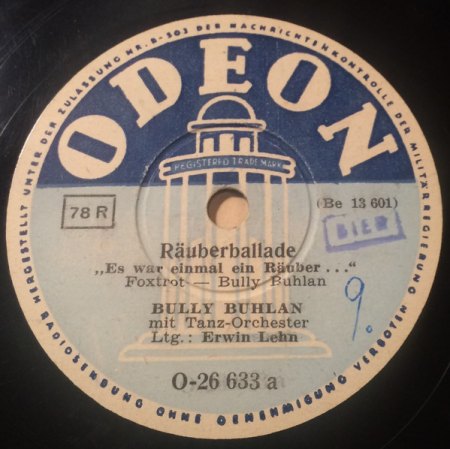 HERGESTELLT UNTER DER ZULASSUNG NR. B-502 DER NACHRICHTENKONTROLLE DER MILITÄRREGIERUNG
ODEON
REGISTERED TRADE MARK
78 R
(Be 13 601)
BIER
Räuberballade
„Es war einmal ein Räuber..."
Foxtrot — Bully Buhlan
9.
BULLY BUHLAN
mit Tanz-Orchester
Ltg.: Erwin Lehn
O-26 633 a
RADIOSENDUNG OHNE GENEHMIGUNG VERBOTEN